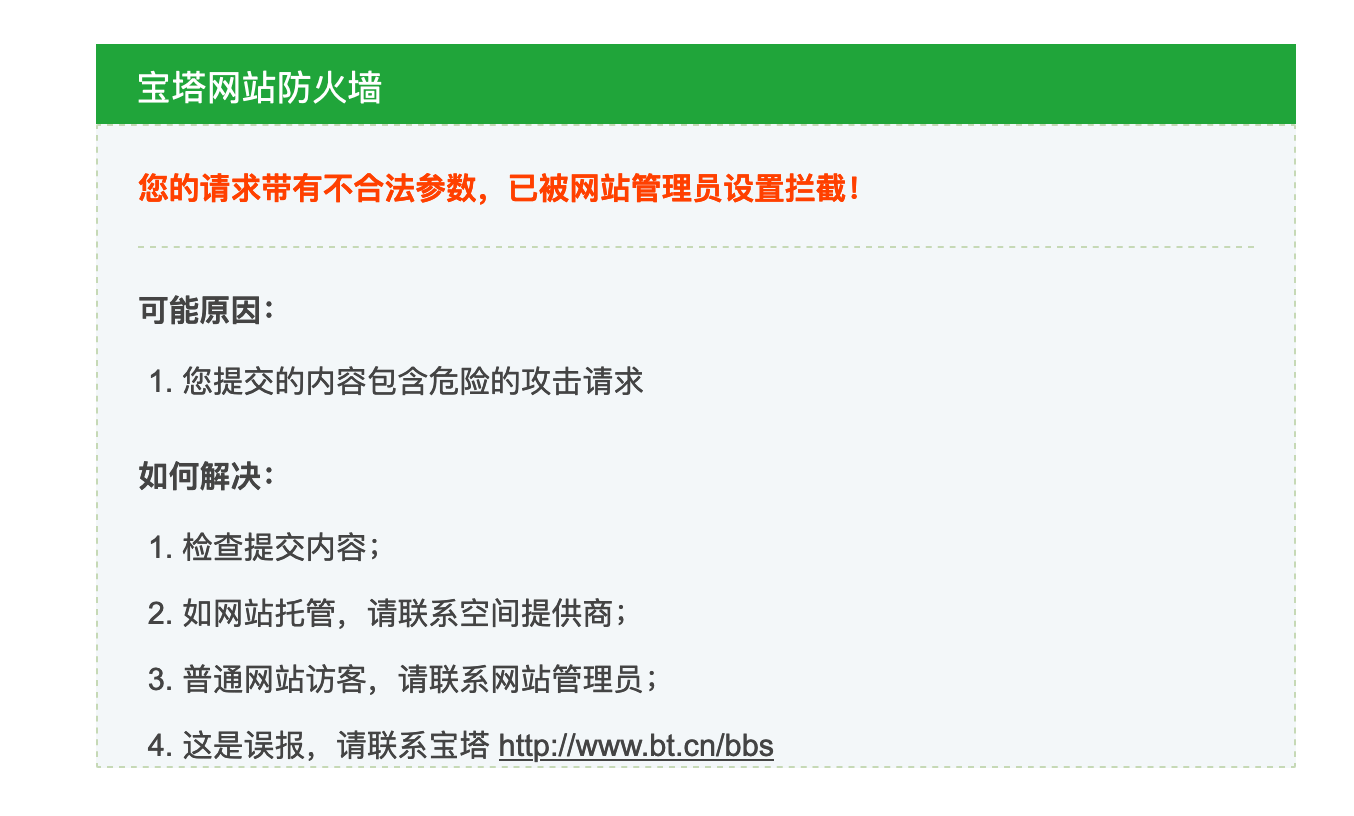 宝塔网站防火墙
您的请求带有不合法参数，已被网站管理员设置拦截！
可能原因：
1. 您提交的内容包含危险的攻击请求
如何解决：
1. 检查提交内容；
2. 如网站托管，请联系空间提供商；
3. 普通网站访客，请联系网站管理员；
4. 这是误报，请联系宝塔 http://www.bt.cn/bbs